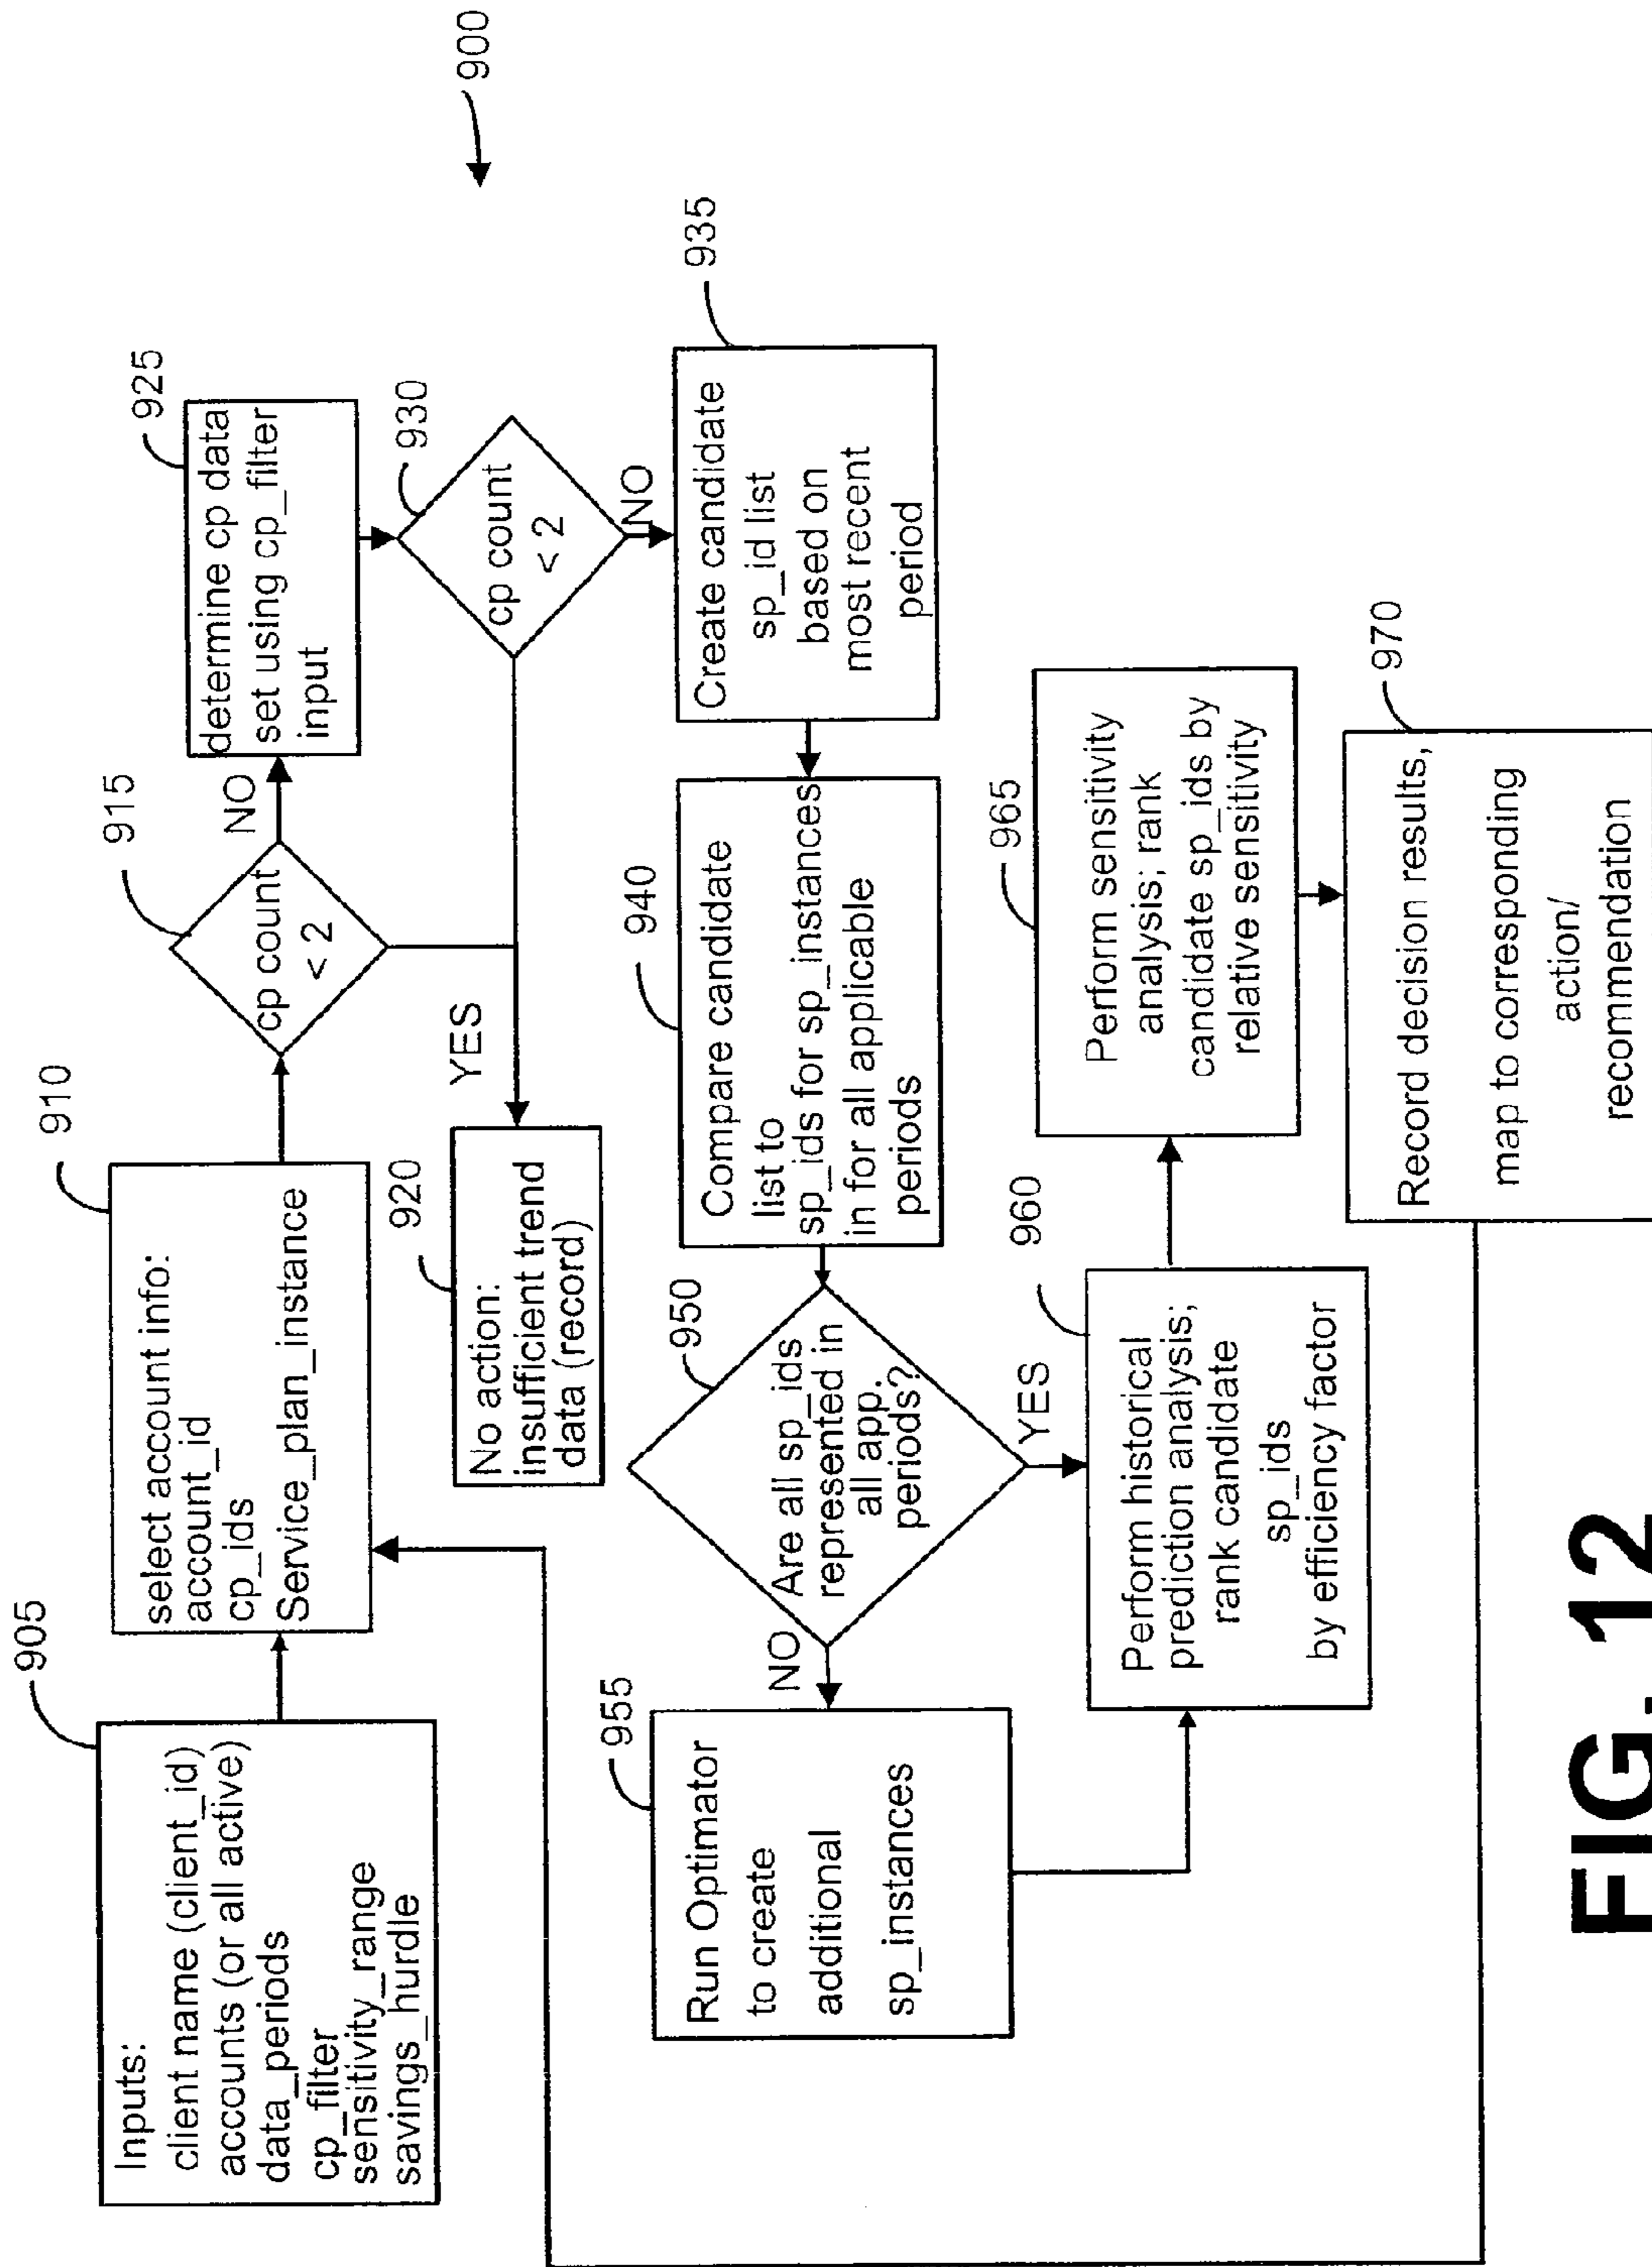 905
Inputs:
client name (client_id)
accounts (or all active)
data_periods
cp_filter
sensitivity_range
savings_hurdle
910
select account info:
account_id
cp_ids
Service_plan_instance
915
cp count
< 2
NO
YES
920
No action:
insufficient trend
data (record)
925
determine cp data
set using cp_filter
input
930
cp count
< 2
NO
900
935
Create candidate
sp_id list
based on
most recent
period
940
Compare candidate
list to
sp_ids for sp_instances
in for all applicable
periods
950
Are all sp_ids
represented in
all app.
periods?
NO
YES
955
Run Optimator
to create
additional
sp_instances
960
Perform historical
prediction analysis;
rank candidate
sp_ids
by efficiency factor
965
Perform sensitivity
analysis; rank
candidate sp_ids by
relative sensitivity
970
Record decision results,
map to corresponding
action/
recommendation
FIG. 12